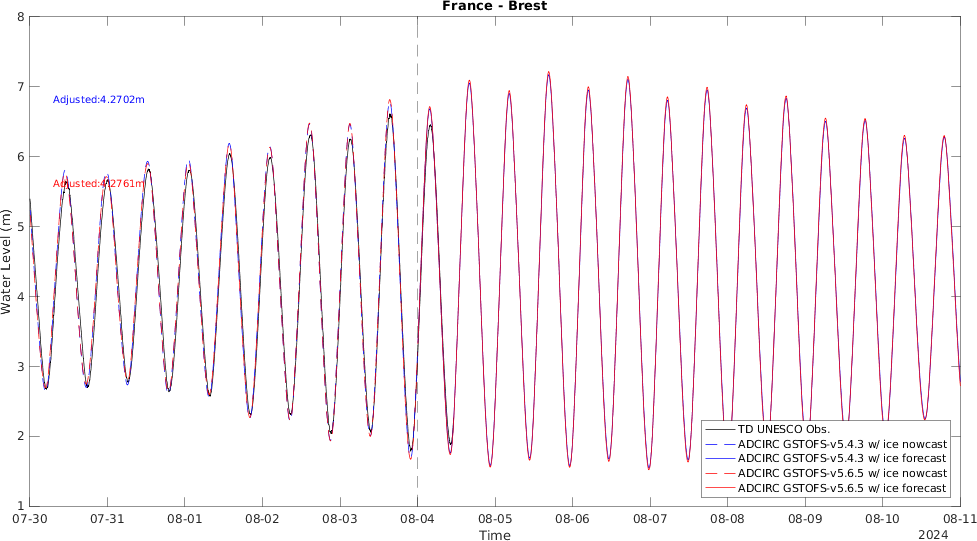 France - Brest
8
7
6
5
4
3
2
1
Water Level (m)
Adjusted:4.2702m
Adjusted:4.2761m
TD UNESCO Obs.
ADCIRC GSTOFS-v5.4.3 w/ ice nowcast
ADCIRC GSTOFS-v5.4.3 w/ ice forecast
ADCIRC GSTOFS-v5.6.5 w/ ice nowcast
ADCIRC GSTOFS-v5.6.5 w/ ice forecast
07-30 07-31 08-01 08-02 08-03 08-04 08-05 08-06 08-07 08-08 08-09 08-10 08-11
Time
2024